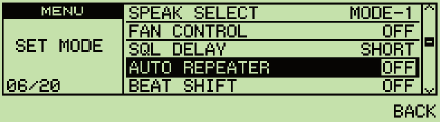 MENU
SET MODE
06/20
SPEAK SELECT MODE-1
FAN CONTROL OFF
SQL DELAY SHORT
AUTO REPEATER OFF
BEAT SHIFT OFF
BACK